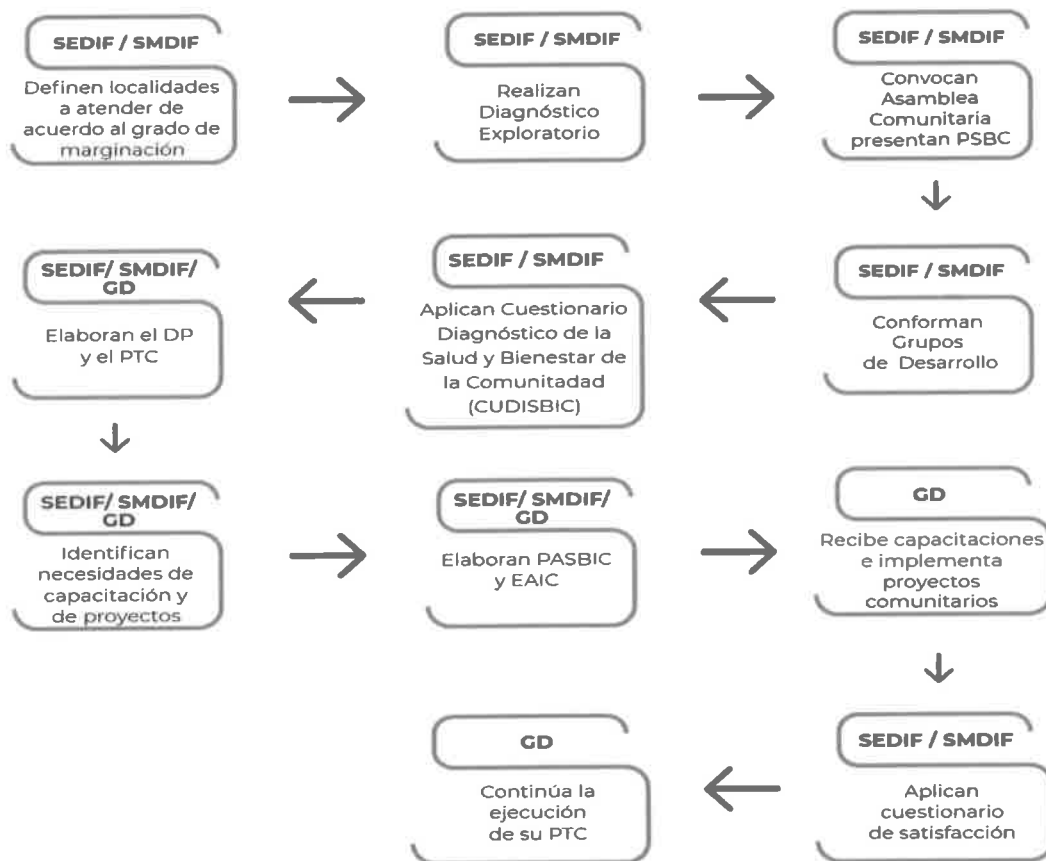 SEDIF / SMDIF
Definen localidades
a atender de
acuerdo al grado de
marginación
SEDIF / SMDIF
Realizan
Diagnóstico
Exploratorio
SEDIF / SMDIF
Convocan
Asamblea
Comunitaria
presentan PSBC
SEDIF / SMDIF
Conforman
Grupos
de Desarrollo
SEDIF / SMDIF
Aplican Cuestionario
Diagnóstico de la
Salud y Bienestar de
la Comunitadad
(CUDISBIC)
SEDIF/ SMDIF/
GD
Elaboran el DP
y el PTC
SEDIF/ SMDIF/
GD
Identifican
necesidades de
capacitación y
de proyectos
SEDIF/ SMDIF/
GD
Elaboran PASBIC
y EAIC
GD
Recibe capacitaciones
e implementa
proyectos
comunitarios
SEDIF / SMDIF
Aplican
cuestionario
de satisfacción
GD
Continúa la
ejecución
de su PTC